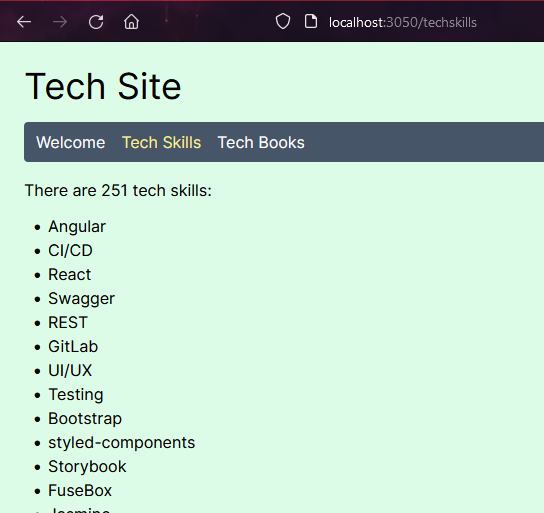 localhost:3050/techskills
Tech Site
Welcome Tech Skills Tech Books
There are 251 tech skills:
• Angular
• CI/CD
• React
• Swagger
• REST
• GitLab
• UI/UX
• Testing
• Bootstrap
• styled-components
• Storybook
• FuseBox